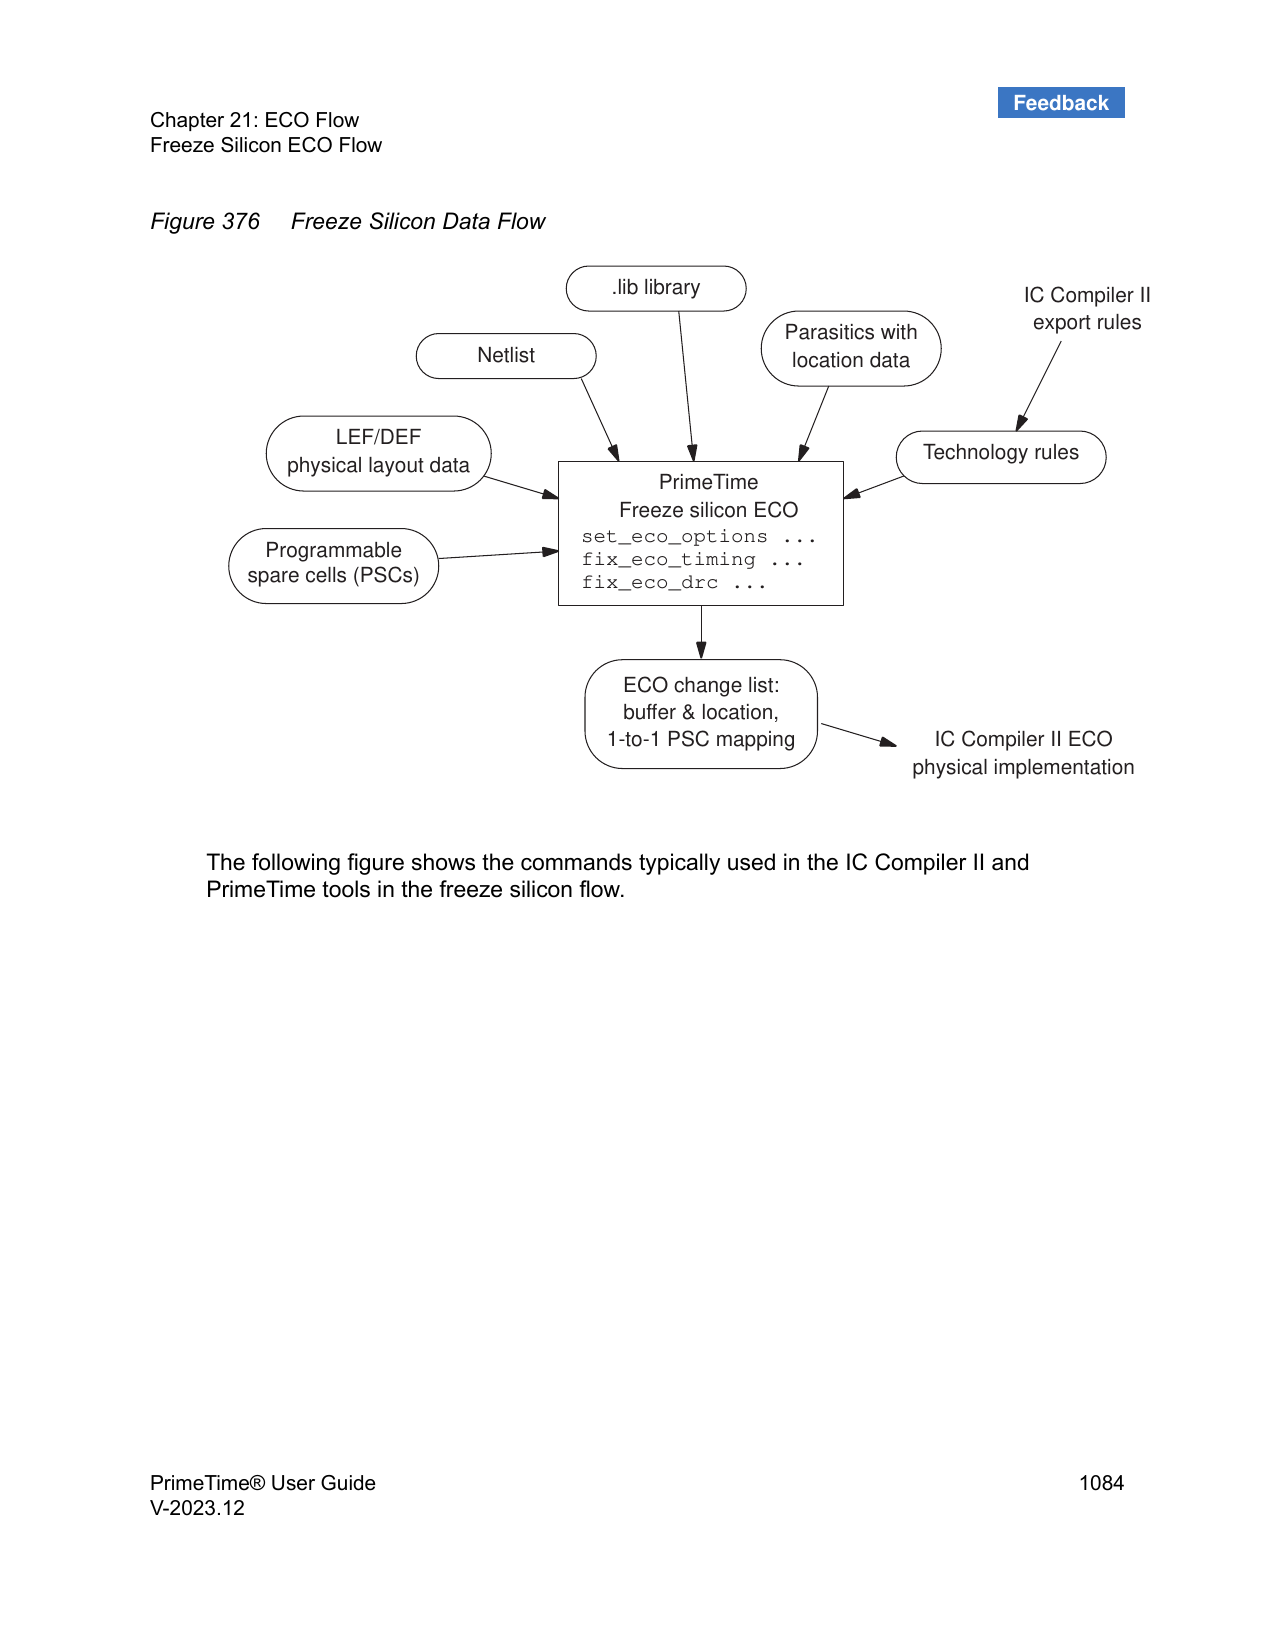 Feedback
Chapter 21: ECO Flow
Freeze Silicon ECO Flow
Figure 376 Freeze Silicon Data Flow
.lib library
IC Compiler II
export rules
Parasitics with
location data
Netlist
LEF/DEF
physical layout data
Technology rules
Programmable
spare cells (PSCs)
PrimeTime
Freeze silicon ECO
set_eco_options ...
fix_eco_timing ...
fix_eco_drc ...
ECO change list:
buffer & location,
1-to-1 PSC mapping
IC Compiler II ECO
physical implementation
The following figure shows the commands typically used in the IC Compiler II and
PrimeTime tools in the freeze silicon flow.
PrimeTime® User Guide
V-2023.12
1084